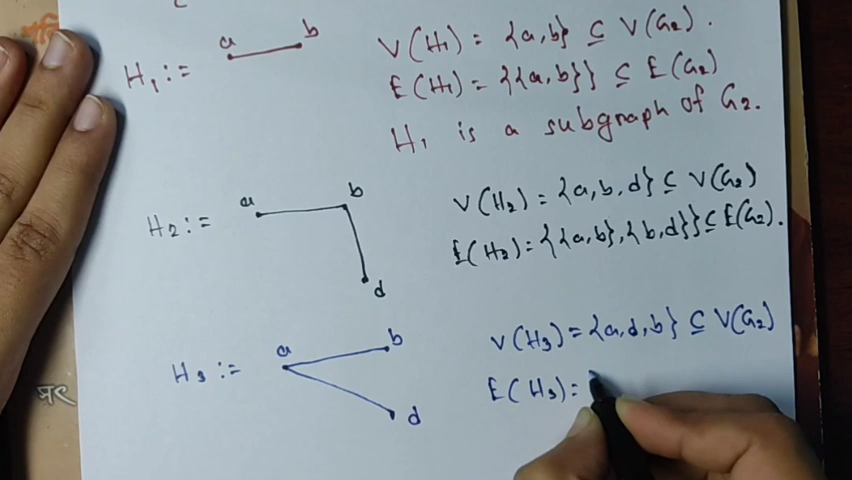 H₁ := a b
V(H₁) = {a,b} ⊆ V(G₂).
E(H₁) = {{a,b}} ⊆ E(G₂)
H₁ is a subgraph of G₂.
H₂ := a b d
V(H₂) = {a,b,d} ⊆ V(G₂)
E(H₂) = {{a,b},{b,d}} ⊆ E(G₂).
H₃ := a b d
V(H₃) = {a,d,b} ⊆ V(G₂)
E(H₃) =